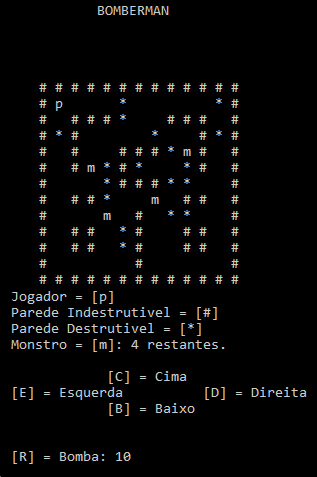 BOMBERMAN
# # # # # # # # # # # # #
# p       *           * #
#   # # # *     # # #   #
# * #         *     # * #
#   #     # # # * m #   #
#   # m * # *     * #   #
#       * # # # * *     #
#   # # *     m   # #   #
#       m   #   * *     #
#   # #   * #     # #   #
#   # #   * #     # #   #
#           #           #
# # # # # # # # # # # # #
Jogador = [p]
Parede Indestrutivel = [#]
Parede Destrutivel = [*]
Monstro = [m]: 4 restantes.
[C] = Cima
[E] = Esquerda          [D] = Direita
[B] = Baixo
[R] = Bomba: 10